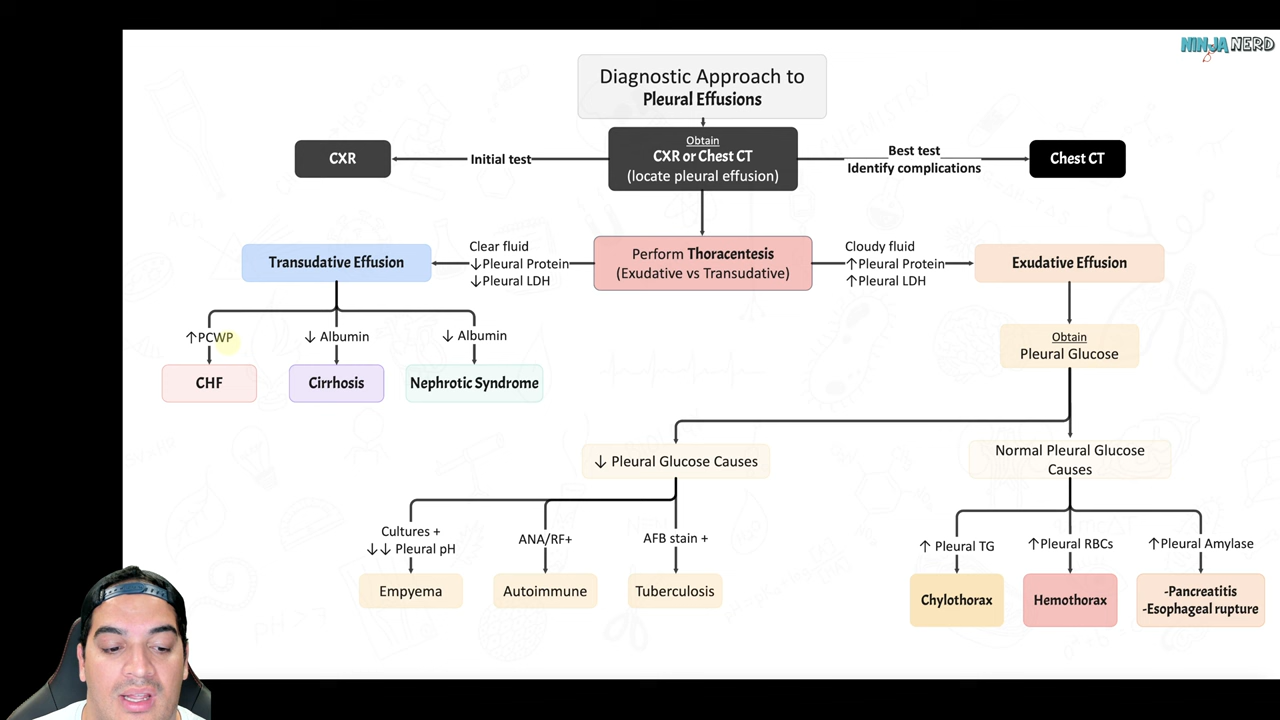 NINJA NERD
Diagnostic Approach to
Pleural Effusions
Obtain
CXR or Chest CT
(locate pleural effusion)
CXR
Initial test
Best test
Identify complications
Chest CT
Perform Thoracentesis
(Exudative vs Transudative)
Clear fluid
↓Pleural Protein
↓Pleural LDH
Transudative Effusion
Cloudy fluid
↑Pleural Protein
↑Pleural LDH
Exudative Effusion
↑PCWP
↓ Albumin
↓ Albumin
CHF
Cirrhosis
Nephrotic Syndrome
Obtain
Pleural Glucose
↓ Pleural Glucose Causes
Normal Pleural Glucose
Causes
Cultures +
↓↓ Pleural pH
ANA/RF+
AFB stain +
Empyema
Autoimmune
Tuberculosis
↑ Pleural TG
↑Pleural RBCs
↑Pleural Amylase
Chylothorax
Hemothorax
-Pancreatitis
-Esophageal rupture